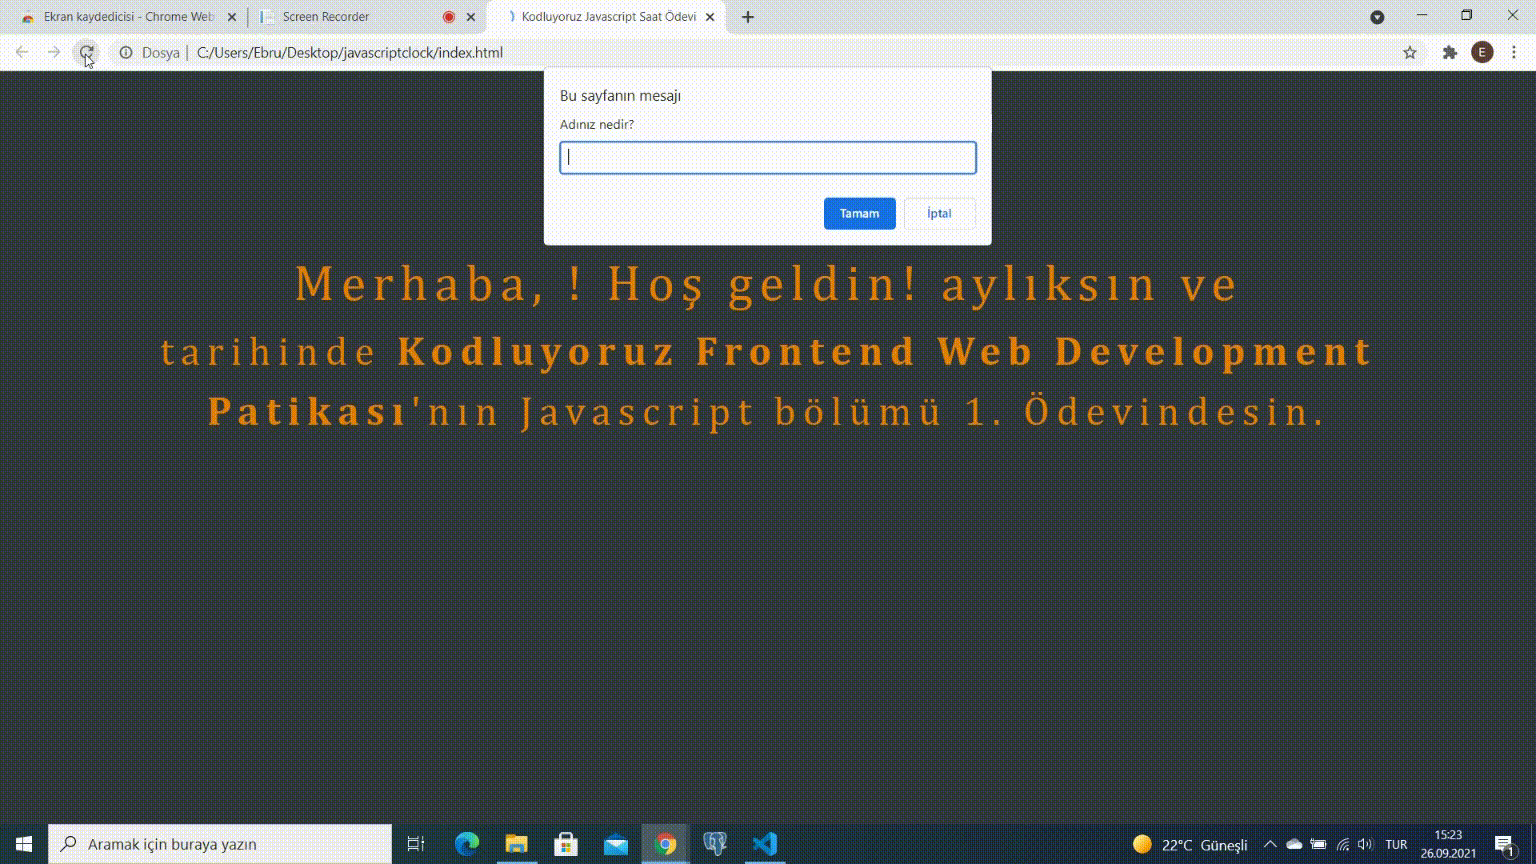 Ekran kaydedicisi - Chrome Web
Screen Recorder
Kodluyoruz Javascript Saat Ödevi
Dosya | C:/Users/Ebru/Desktop/javascriptclock/index.html
E
Bu sayfanın mesajı
Adınız nedir?
Tamam
İptal
Merhaba, ! Hoş geldin! aylıksın ve
tarihinde Kodluyoruz Frontend Web Development
Patikası'nın Javascript bölümü 1. Ödevindesin.
Aramak için buraya yazın
22°C Güneşli
TUR
15:23
26.09.2021
1